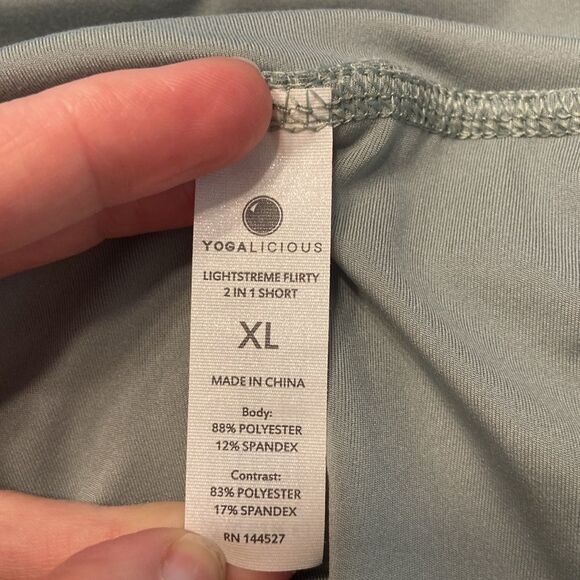 YOGALICIOUS
LIGHTSTREME FLIRTY
2 IN 1 SHORT
XL
MADE IN CHINA
Body:
88% POLYESTER
12% SPANDEX
Contrast:
83% POLYESTER
17% SPANDEX
RN 144527